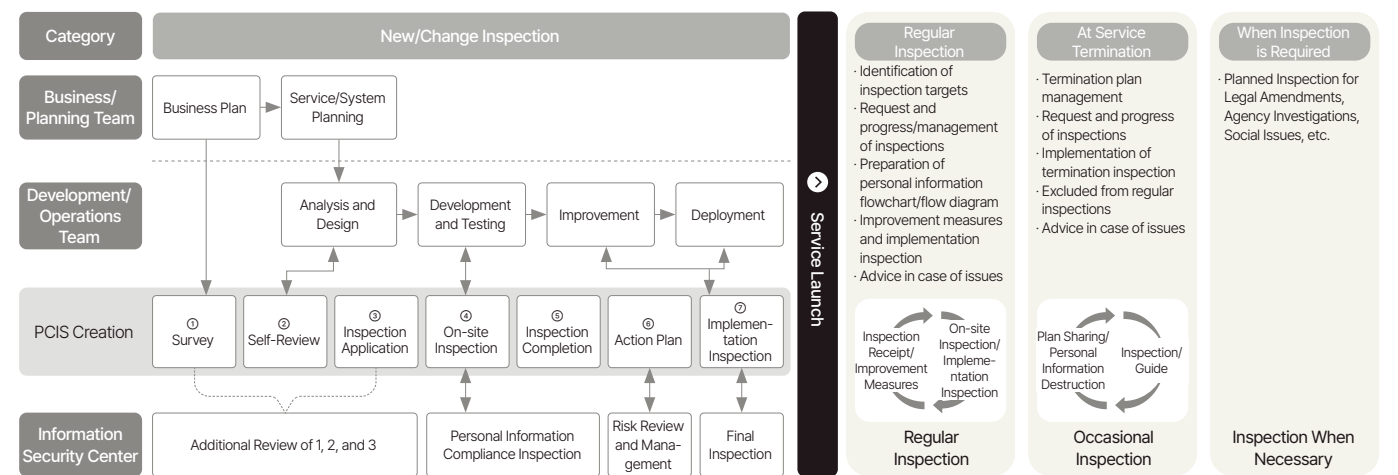 Category
New/Change Inspection
Business/
Planning Team
Business Plan
Service/System
Planning
Development/
Operations
Team
Analysis and
Design
Development
and Testing
Improvement
Deployment
PCIS Creation
①
Survey
②
Self-Review
③
Inspection
Application
④
On-site
Inspection
⑤
Inspection
Completion
⑥
Action Plan
⑦
Implemen-
tation
Inspection
Information
Security Center
Additional Review of 1, 2, and 3
Personal Information
Compliance Inspection
Risk Review
and Mana-
gement
Final
Inspection
Service Launch
Regular
Inspection
· Identification of
inspection targets
· Request and
progress/management
of inspections
· Preparation of
personal information
flowchart/flow diagram
· Improvement measures
and implementation
inspection
· Advice in case of issues
Inspection
Receipt/
Improvement
Measures
On-site
Inspection/
Impleme-
ntation
Inspection
Regular
Inspection
At Service
Termination
· Termination plan
management
· Request and progress
of inspections
· Implementation of
termination inspection
· Excluded from regular
inspections
· Advice in case of issues
Plan Sharing/
Personal
Information
Destruction
Inspection/
Guide
Occasional
Inspection
When Inspection
is Required
· Planned Inspection for
Legal Amendments,
Agency Investigations,
Social Issues, etc.
Inspection When
Necessary